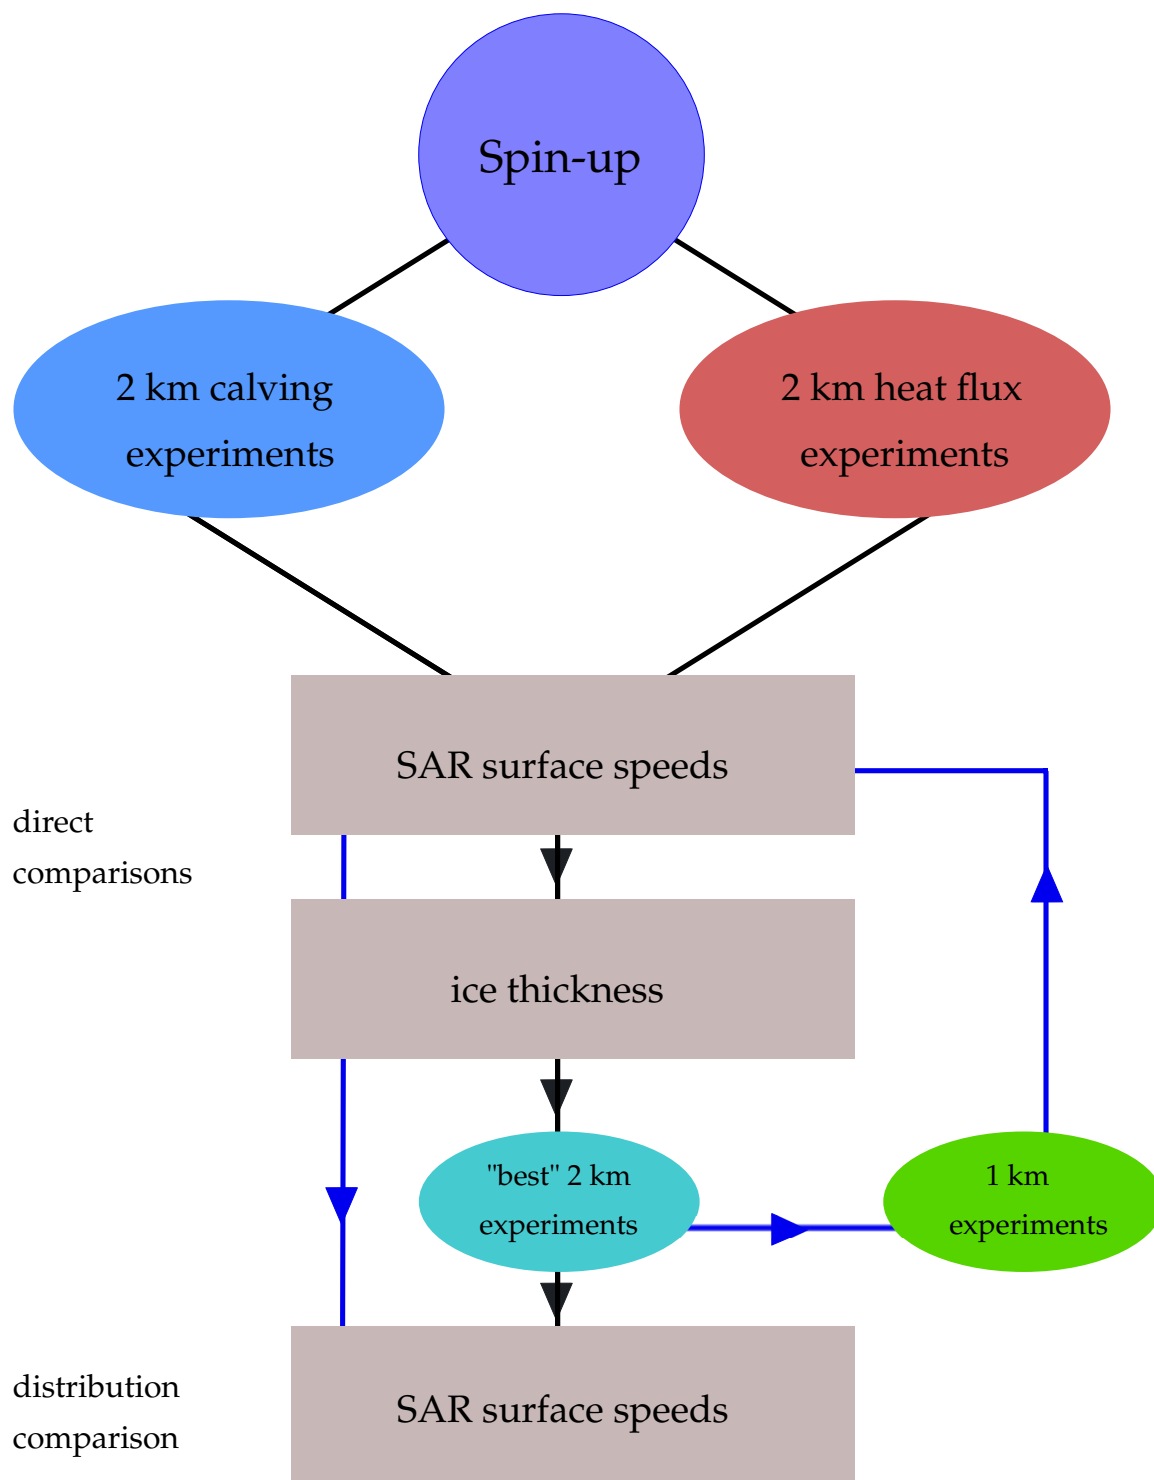 Spin-up
2 km calving
experiments
2 km heat flux
experiments
SAR surface speeds
direct
comparisons
ice thickness
"best" 2 km
experiments
1 km
experiments
SAR surface speeds
distribution
comparison